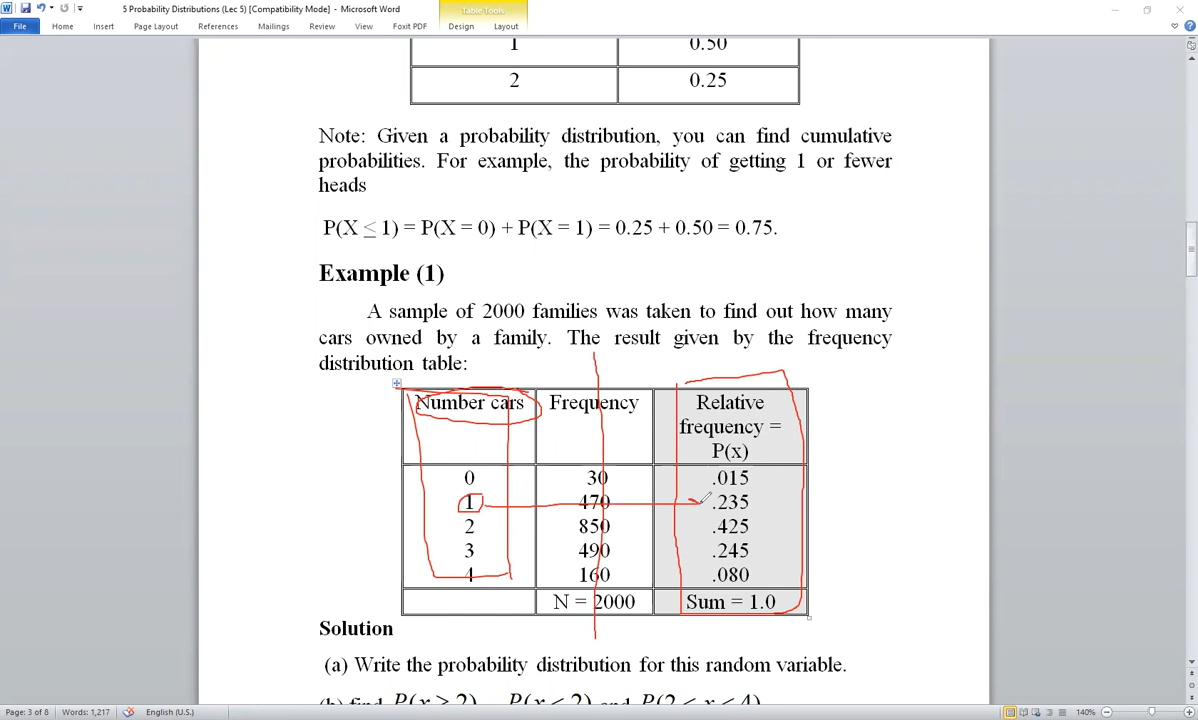 5 Probability Distributions (Lec 5) [Compatibility Mode] - Microsoft Word
Table Tools
File Home Insert Page Layout References Mailings Review View Foxit PDF Design Layout
1 0.50
2 0.25
Note: Given a probability distribution, you can find cumulative
probabilities. For example, the probability of getting 1 or fewer
heads
P(X ≤ 1) = P(X = 0) + P(X = 1) = 0.25 + 0.50 = 0.75.
Example (1)
A sample of 2000 families was taken to find out how many
cars owned by a family. The result given by the frequency
distribution table:
Number cars Frequency Relative
frequency =
P(x)
0 30 .015
1 470 .235
2 850 .425
3 490 .245
4 160 .080
N = 2000 Sum = 1.0
Solution
(a) Write the probability distribution for this random variable.
Page: 3 of 8 Words: 1,217 English (U.S.) 140%